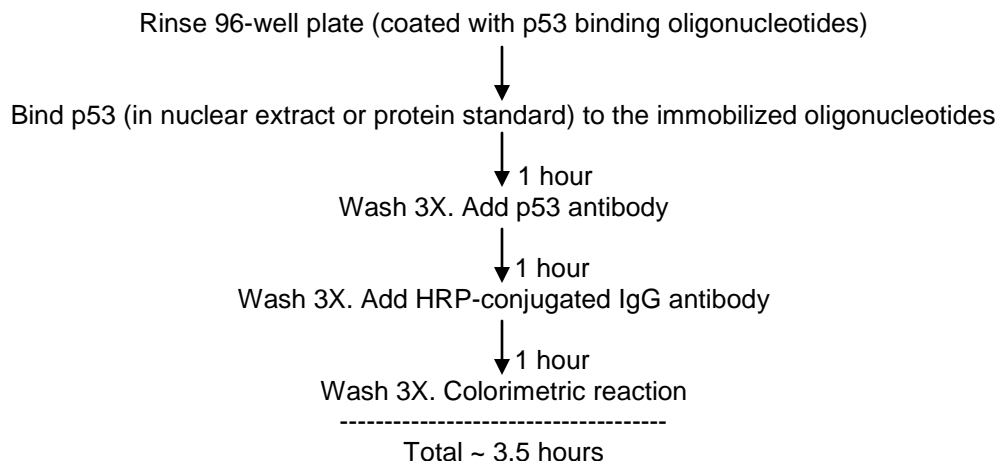 Rinse 96-well plate (coated with p53 binding oligonucleotides)
Bind p53 (in nuclear extract or protein standard) to the immobilized oligonucleotides
1 hour
Wash 3X. Add p53 antibody
1 hour
Wash 3X. Add HRP-conjugated IgG antibody
1 hour
Wash 3X. Colorimetric reaction
------------------------------------
Total ~ 3.5 hours